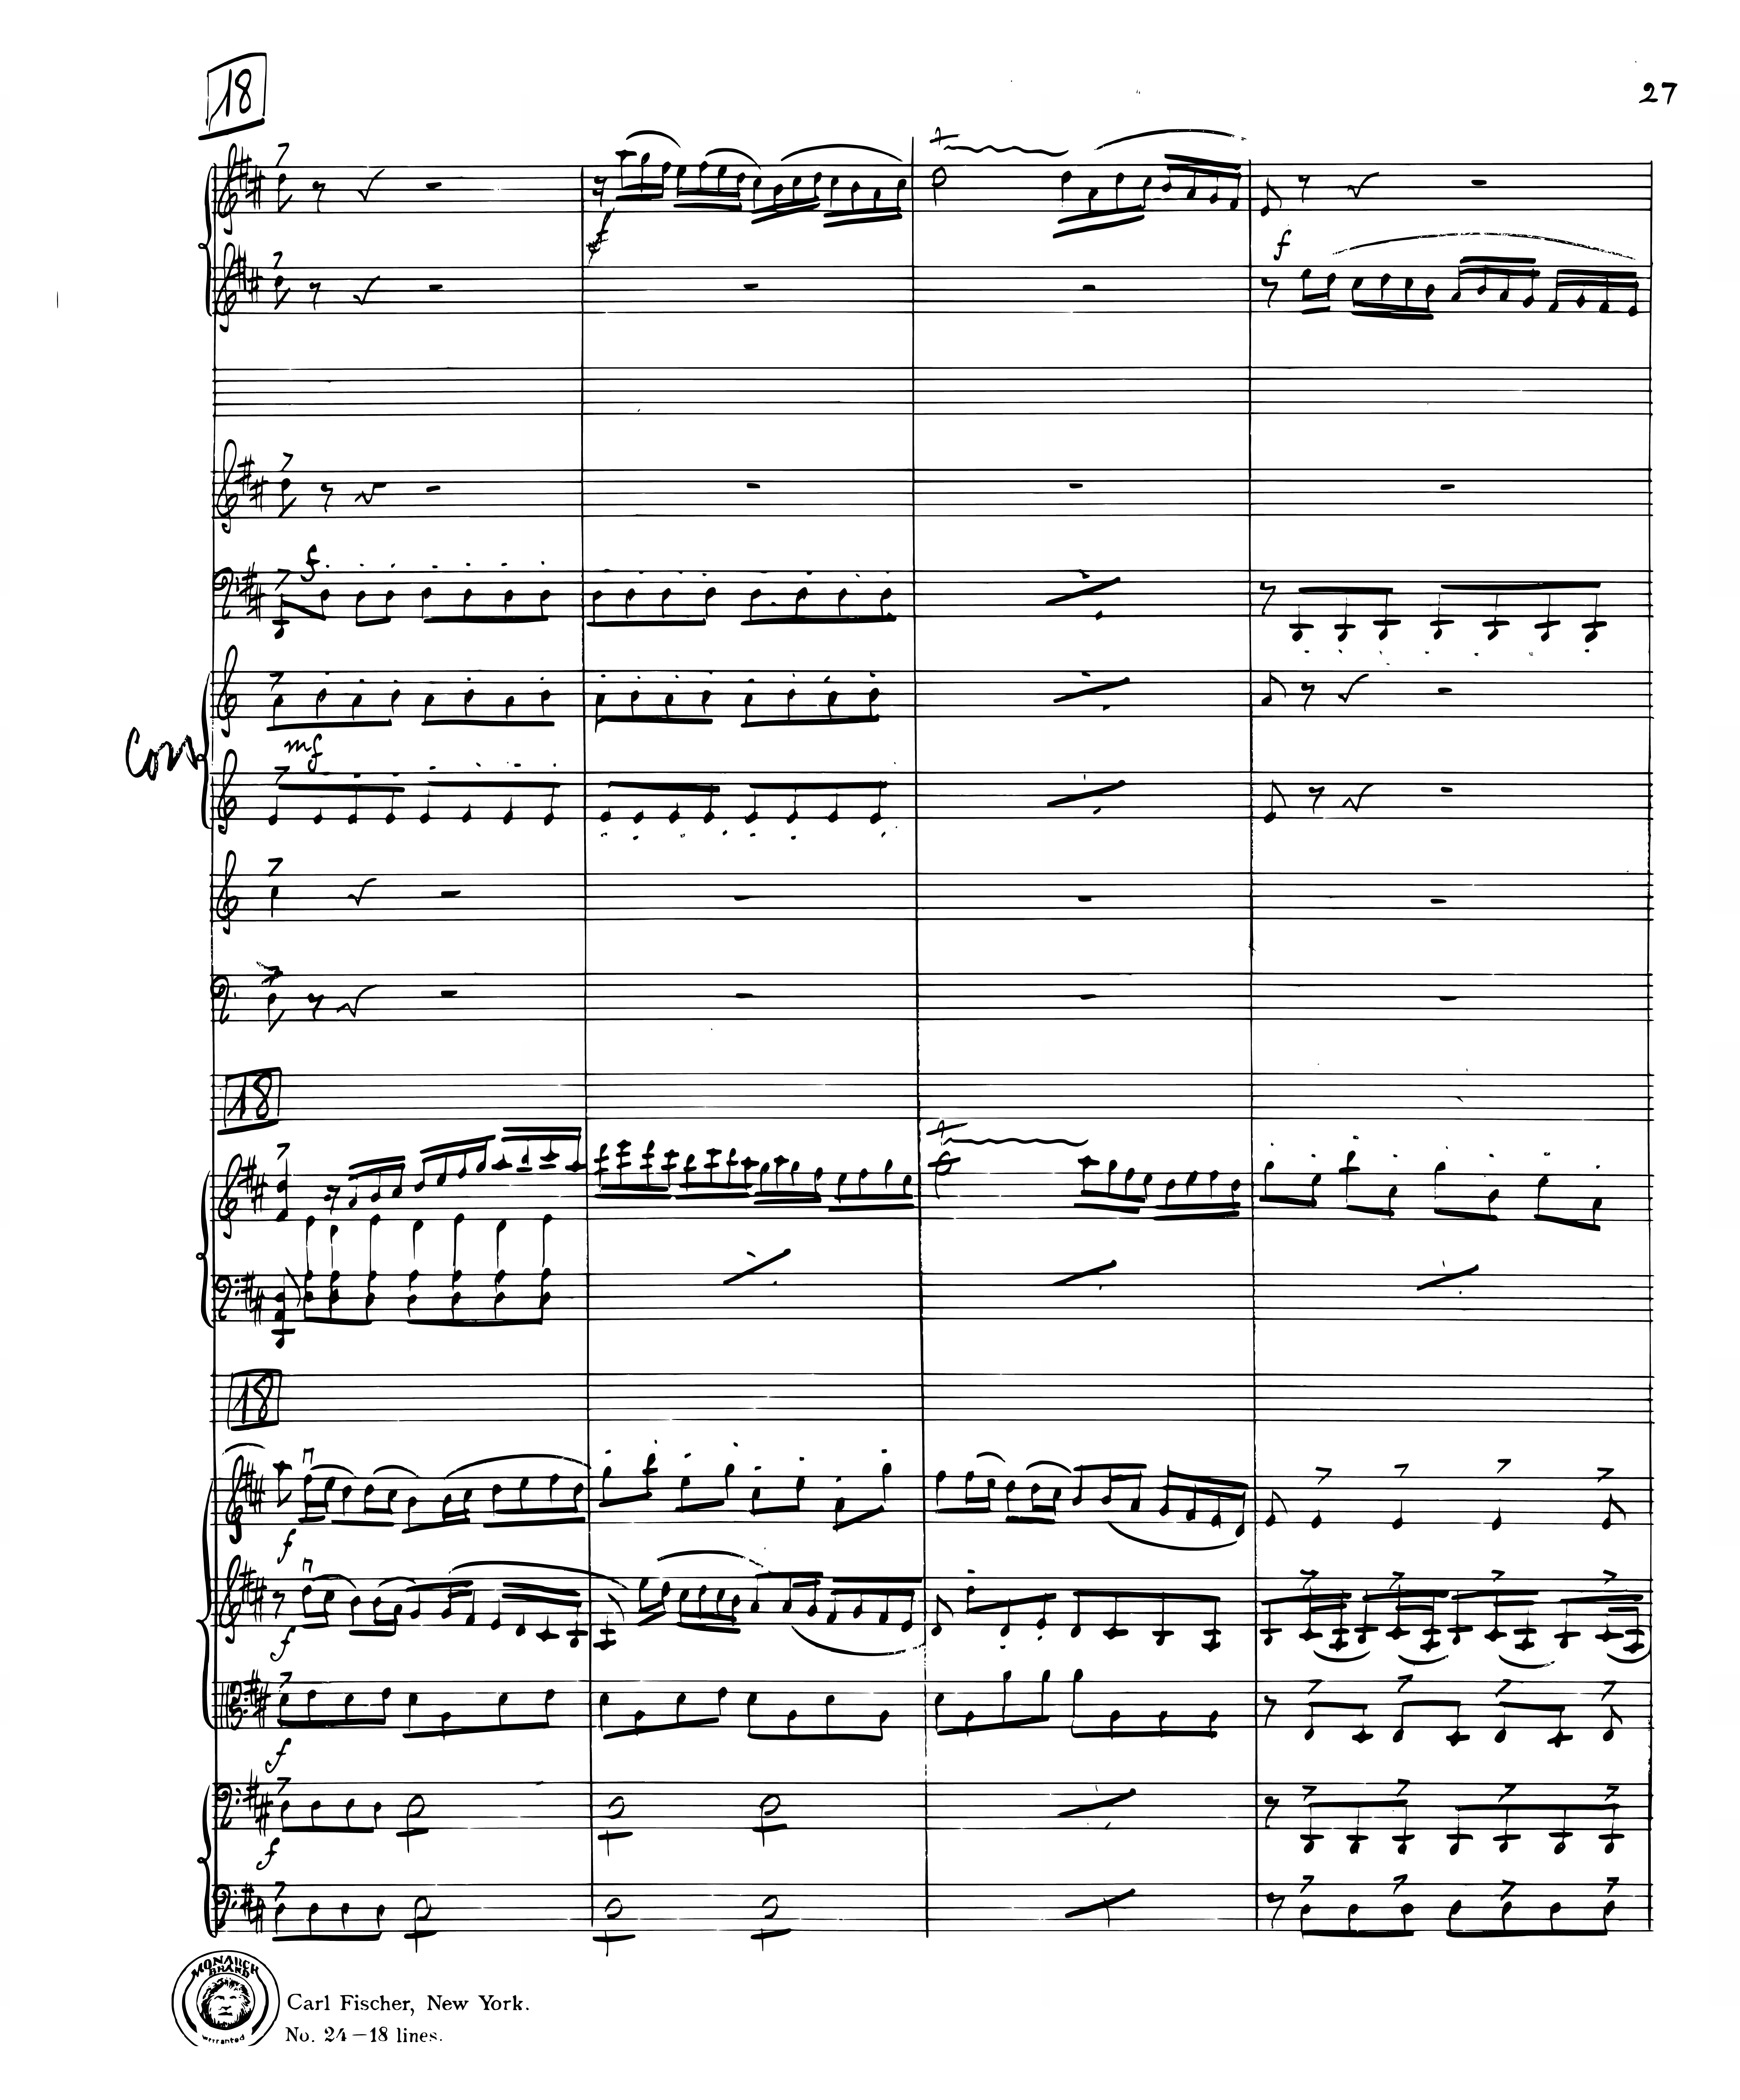 18
27
f
f
f
Cor
mf
18
18
f
f
f
f
MONARCH
BRAND
warranted
Carl Fischer, New York.
No. 24—18 lines.